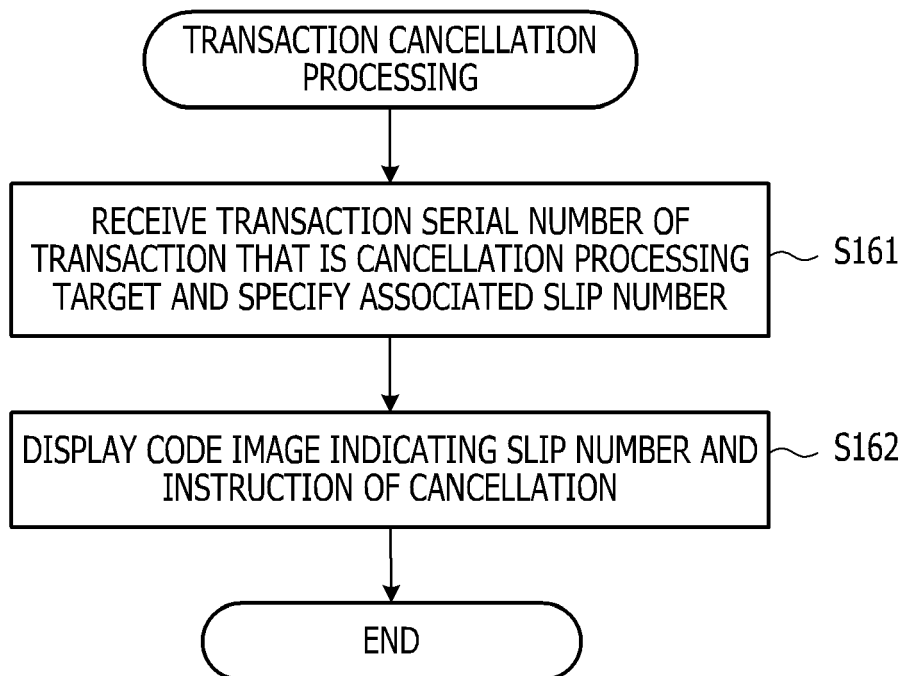 TRANSACTION CANCELLATION
PROCESSING
RECEIVE TRANSACTION SERIAL NUMBER OF
TRANSACTION THAT IS CANCELLATION PROCESSING
TARGET AND SPECIFY ASSOCIATED SLIP NUMBER
S161
DISPLAY CODE IMAGE INDICATING SLIP NUMBER AND
INSTRUCTION OF CANCELLATION
S162
END